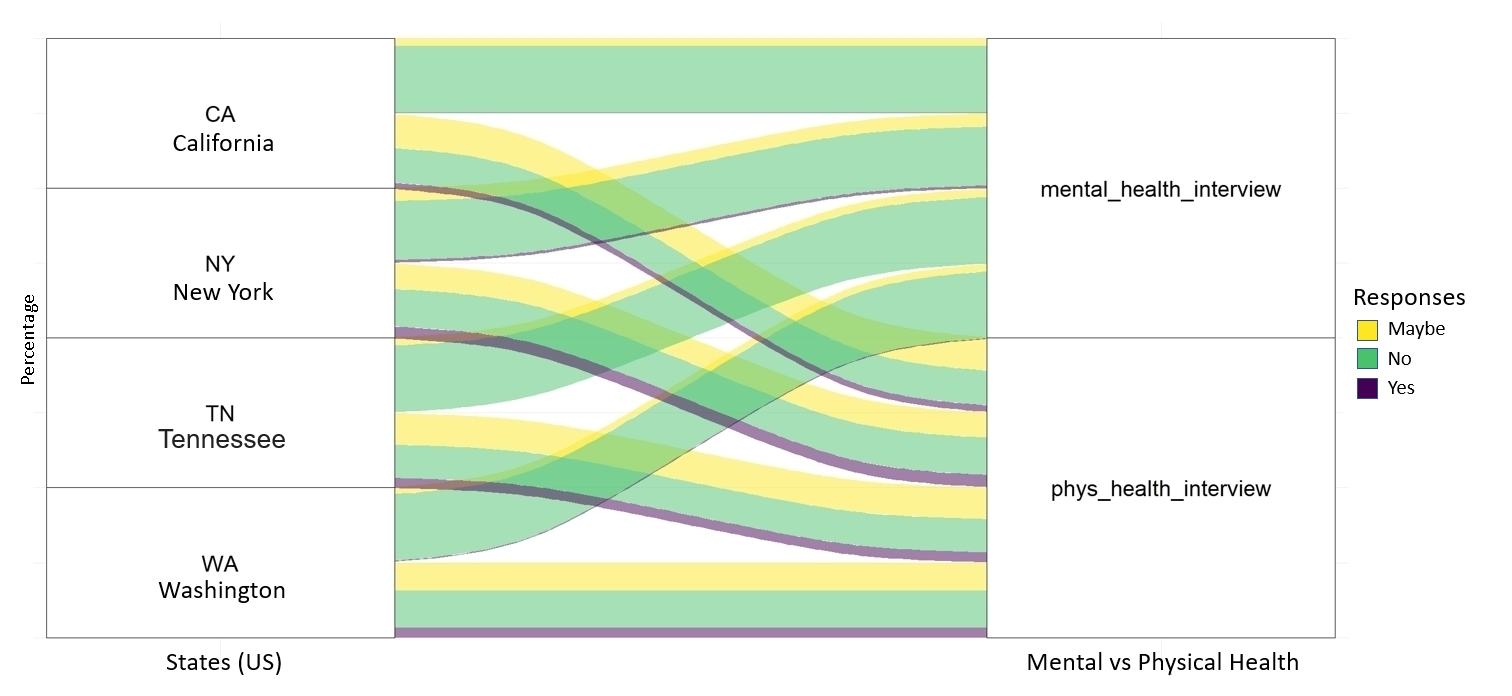 CA
California
NY
New York
TN
Tennessee
WA
Washington
Percentage
mental_health_interview
phys_health_interview
Responses
Maybe
No
Yes
States (US)
Mental vs Physical Health